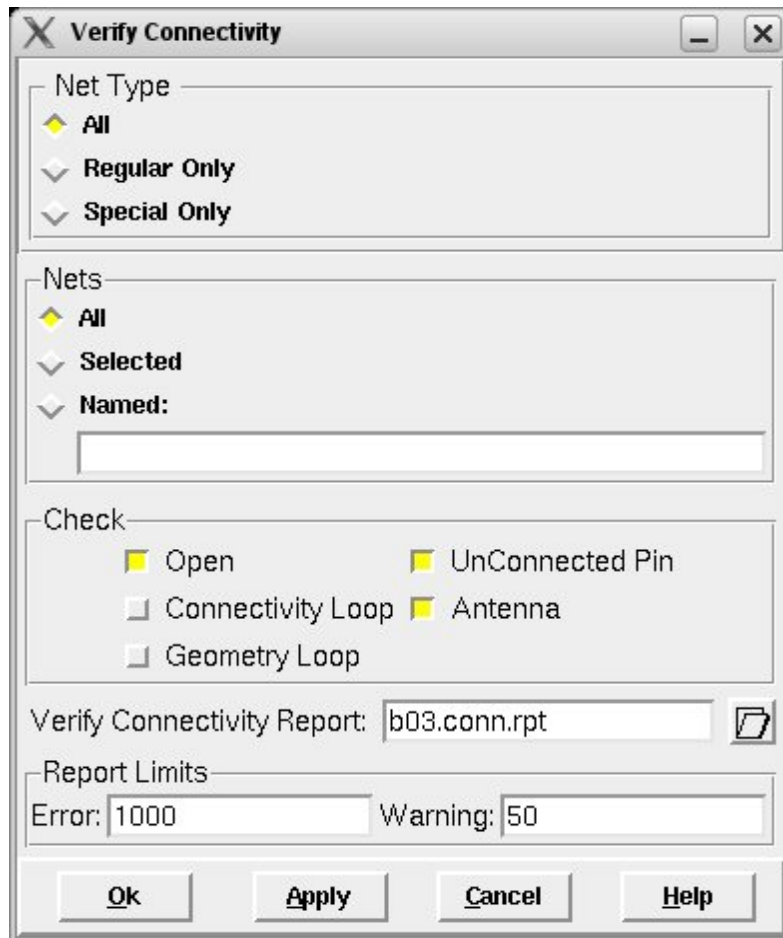 Verify Connectivity
Net Type
All
Regular Only
Special Only
Nets
All
Selected
Named:
Check
Open UnConnected Pin
Connectivity Loop Antenna
Geometry Loop
Verify Connectivity Report: b03.conn.rpt
Report Limits
Error: 1000 Warning: 50
Ok Apply Cancel Help